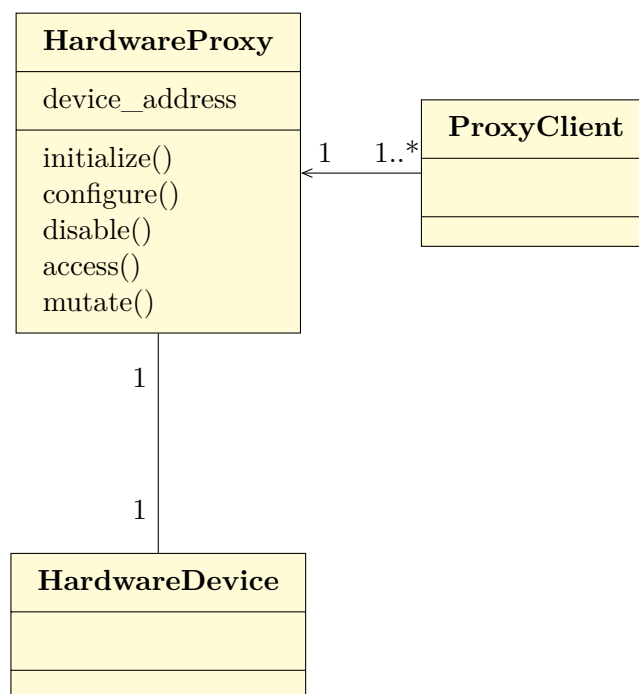 HardwareProxy
device_address
initialize()
configure()
disable()
access()
mutate()
1
1..*
ProxyClient
1
1
HardwareDevice